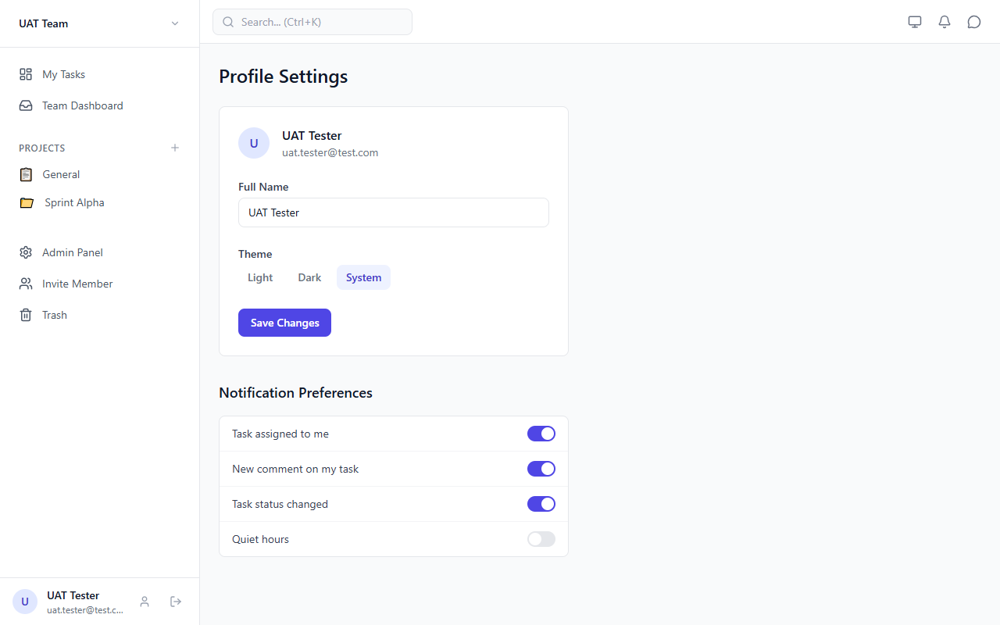 UAT Team
Search... (Ctrl+K)
My Tasks
Team Dashboard
PROJECTS
General
Sprint Alpha
Admin Panel
Invite Member
Trash
U
UAT Tester
uat.tester@test.c...
Profile Settings
U
UAT Tester
uat.tester@test.com
Full Name
UAT Tester
Theme
Light Dark System
Save Changes
Notification Preferences
Task assigned to me
New comment on my task
Task status changed
Quiet hours